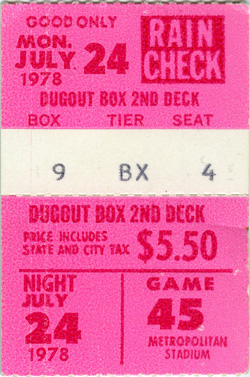 GOOD ONLY
MON.
JULY 24
1978
RAIN
CHECK
DUGOUT BOX 2ND DECK
BOX TIER SEAT
9 BX 4
DUGOUT BOX 2ND DECK
PRICE INCLUDES
STATE AND CITY TAX $5.50
NIGHT
JULY
24
1978
GAME
45
METROPOLITAN
STADIUM